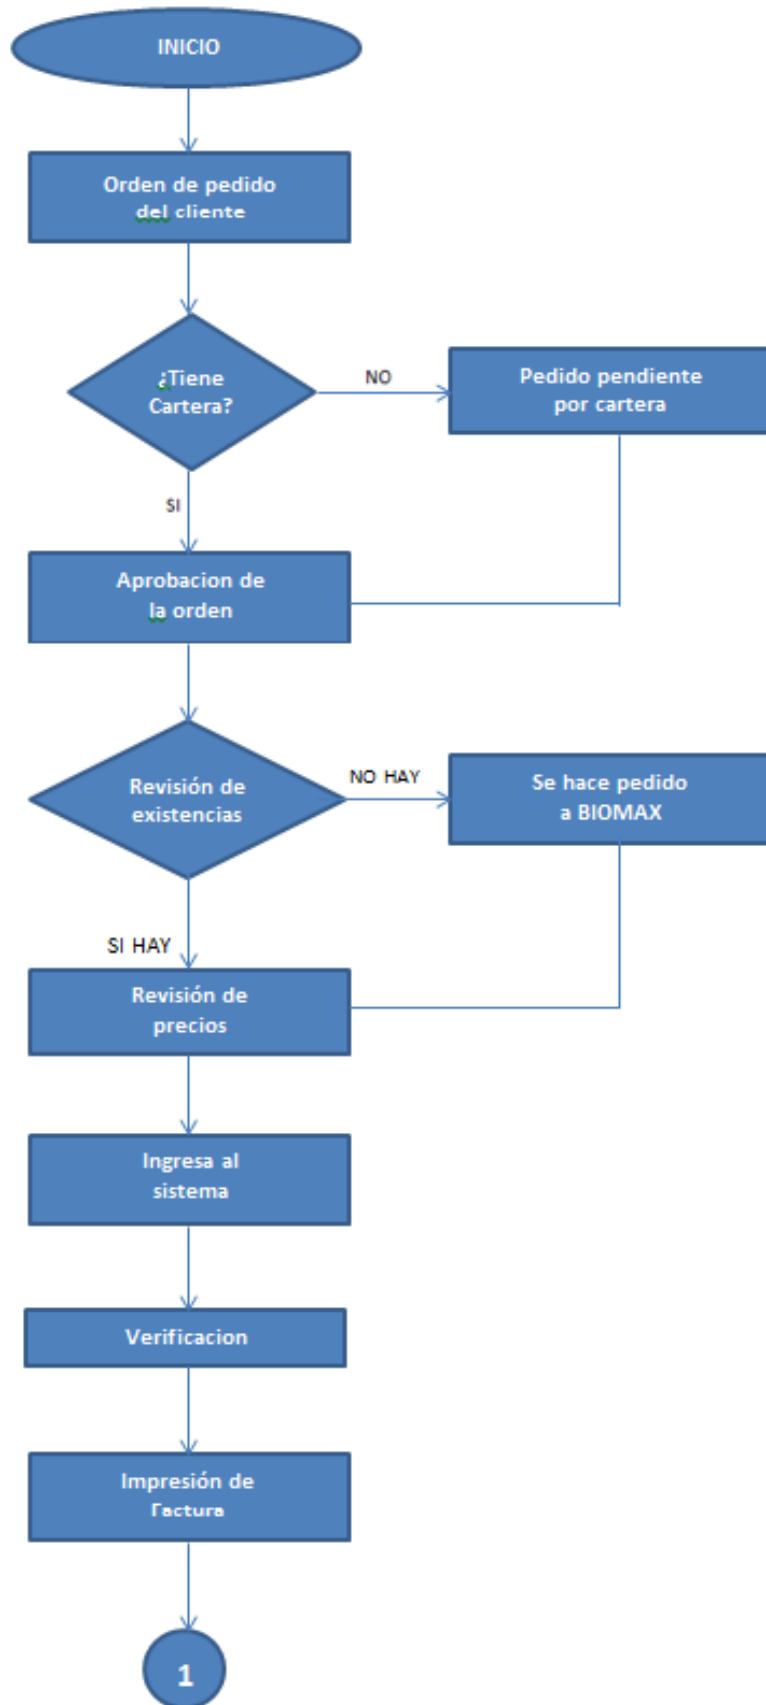 INICIO
Orden de pedido
del cliente
¿Tiene
Cartera?
NO
Pedido pendiente
por cartera
SI
Aprobacion de
la orden
Revisión de
existencias
NO HAY
Se hace pedido
a BIOMAX
SI HAY
Revisión de
precios
Ingresa al
sistema
Verificacion
Impresión de
Factura
1